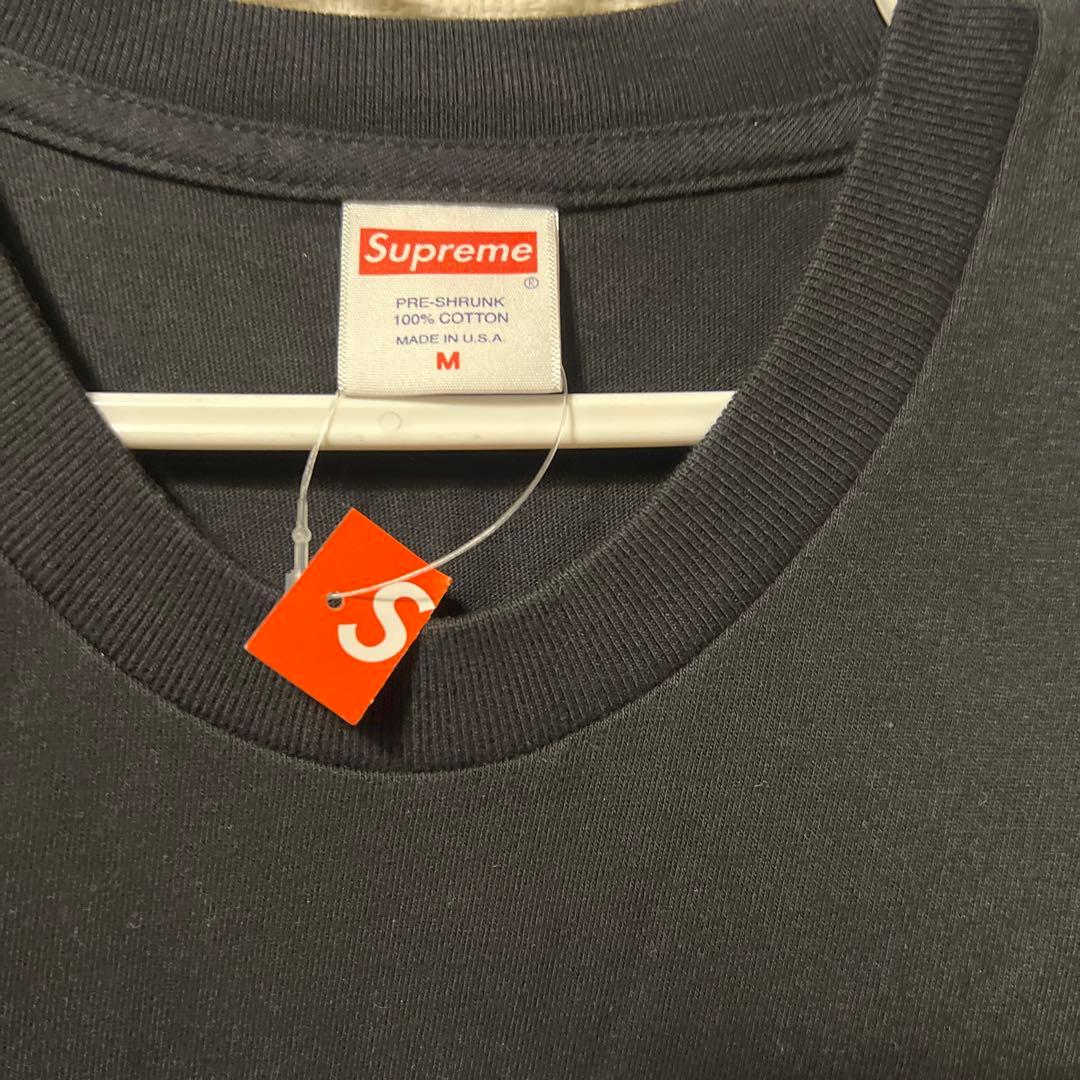 Supreme
®
PRE-SHRUNK
100% COTTON
MADE IN U.S.A.
M
S